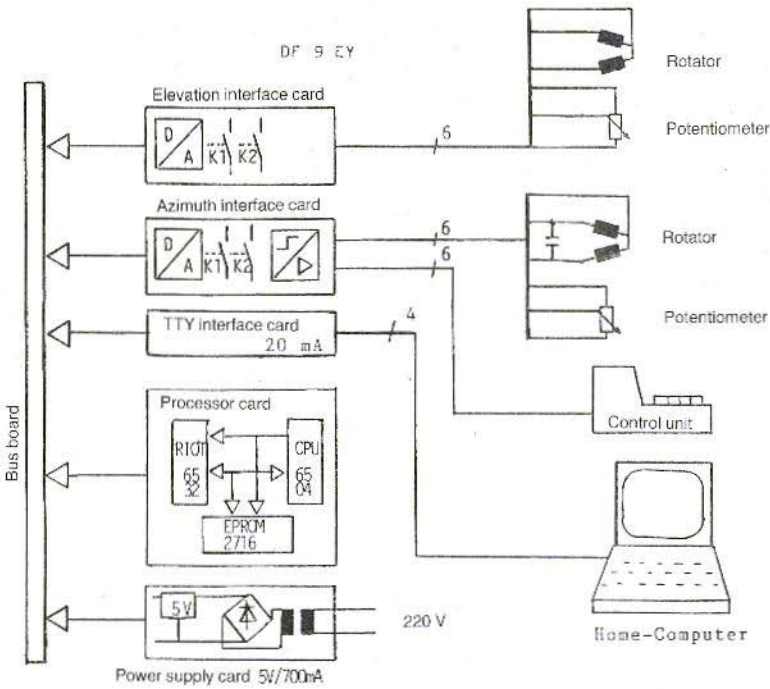 DF 9 EY
Elevation interface card
D
A
K1
K2
6
Rotator
Potentiometer
Azimuth interface card
D
A
K1
K2
6
6
Rotator
Potentiometer
TTY interface card
20 mA
4
Control unit
Processor card
RIOT
65
32
CPU
65
04
EPROM
2716
Bus board
5V
220 V
Home-Computer
Power supply card 5V/700mA